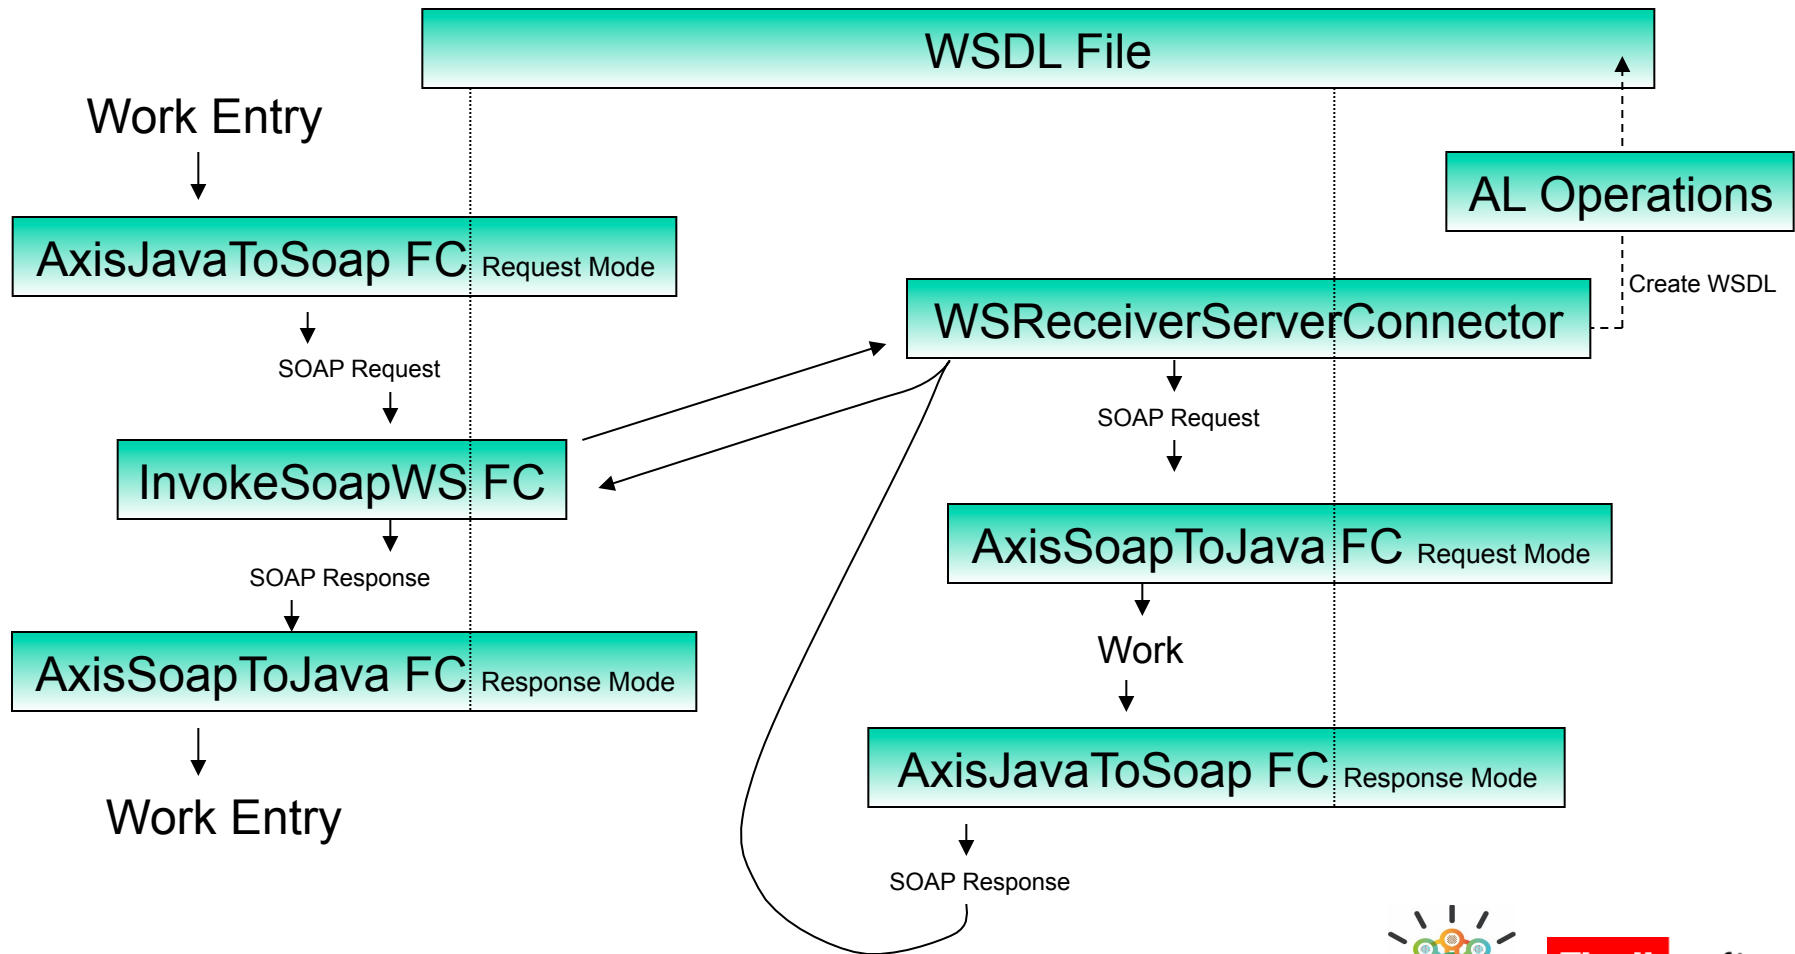 WSDL File
Work Entry
AL Operations
AxisJavaToSoap FC Request Mode
Create WSDL
WSReceiverServerConnector
SOAP Request
SOAP Request
InvokeSoapWS FC
AxisSoapToJava FC Request Mode
SOAP Response
Work
AxisSoapToJava FC Response Mode
AxisJavaToSoap FC Response Mode
Work Entry
SOAP Response